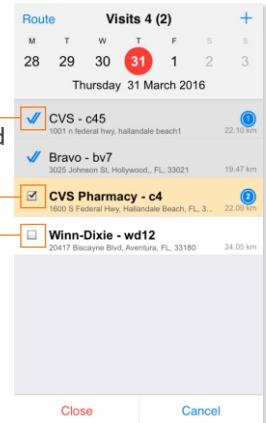 Route Visits 4 (2) +
M T W T F S S
28 29 30 31 1 2 3
Thursday 31 March 2016
CVS - c45 1
1001 n federal hwy, hallandale beach1 22.10 km
d
Bravo - bv7
3025 Johnson St, Hollywood,, FL, 33021 19.47 km
CVS Pharmacy - c4 2
1600 S Federal Hwy, Hallandale Beach, FL, 3... 22.09 km
Winn-Dixie - wd12
20417 Biscayne Blvd, Aventura, FL, 33180 24.05 km
Close Cancel